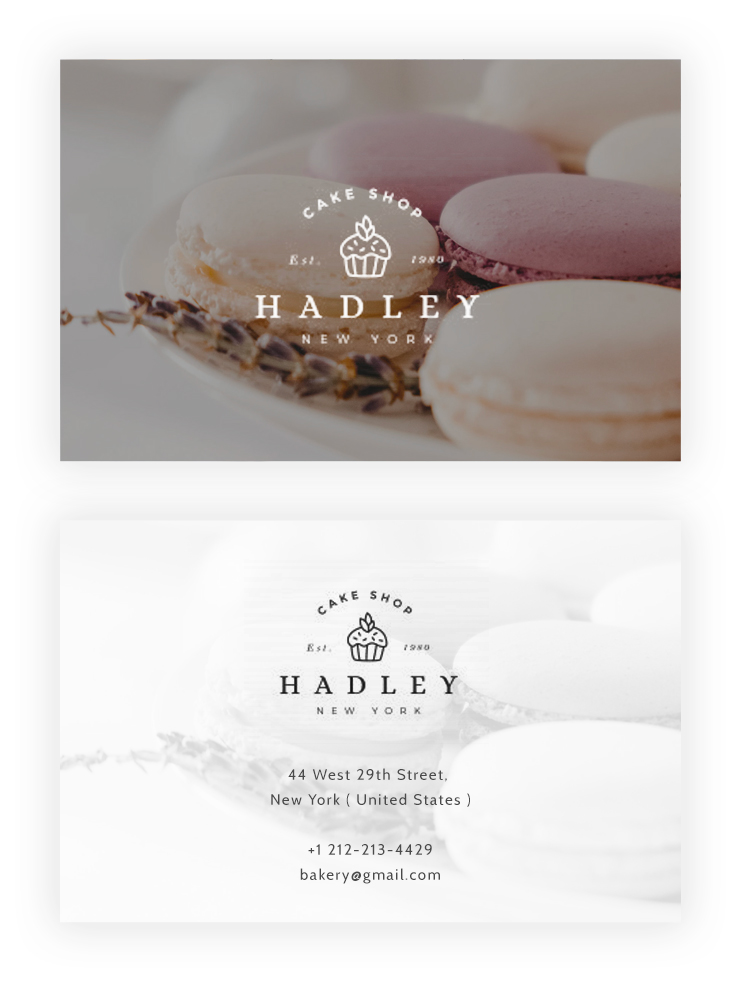 CAKE SHOP
Est. 1980
HADLEY
NEW YORK
CAKE SHOP
Est. 1980
HADLEY
NEW YORK
44 West 29th Street,
New York ( United States )
+1 212-213-4429
bakery@gmail.com